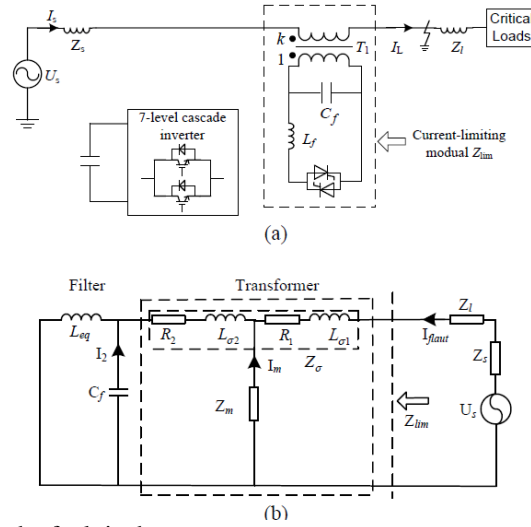 I_s
Z_s
U_s
k
1
T_1
I_L
Z_l
Critical
Loads
C_f
L_f
7-level cascade
inverter
Current-limiting
modual Z_lim
(a)
Filter
Transformer
L_eq
I_2
C_f
R_2
L_σ2
R_1
L_σ1
Z_σ
I_m
Z_m
Z_lim
I_flaut
Z_l
Z_s
U_s
(b)